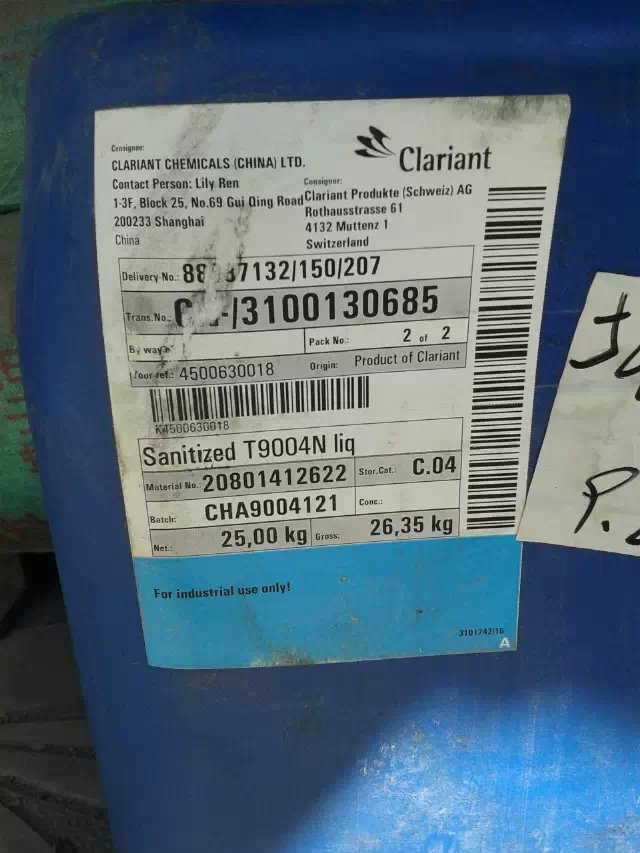 Consignee:
CLARIANT CHEMICALS (CHINA) LTD.
Contact Person: Lily Ren
1-3F, Block 25, No.69 Gui Qing Road
200233 Shanghai
China
Clariant
Consignor:
Clariant Produkte (Schweiz) AG
Rothausstrasse 61
4132 Muttenz 1
Switzerland
Delivery-No.: 7132/150/207
Trans.No.: /3100130685
Pack No.: 2 of 2
Your ref.: 4500630018 Origin: Product of Clariant
K4500630018
Sanitized T9004N liq
Material No.: 20801412622 Stor.Cat.: C.04
Batch: CHA9004121 Conc.:
Net.: 25,00 kg Gross: 26,35 kg
For industrial use only!
3101742/16
A